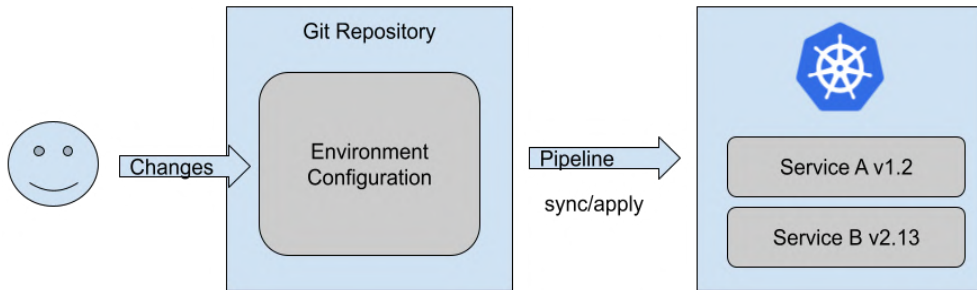 Git Repository
Changes
Environment
Configuration
Pipeline
sync/apply
Service A v1.2
Service B v2.13